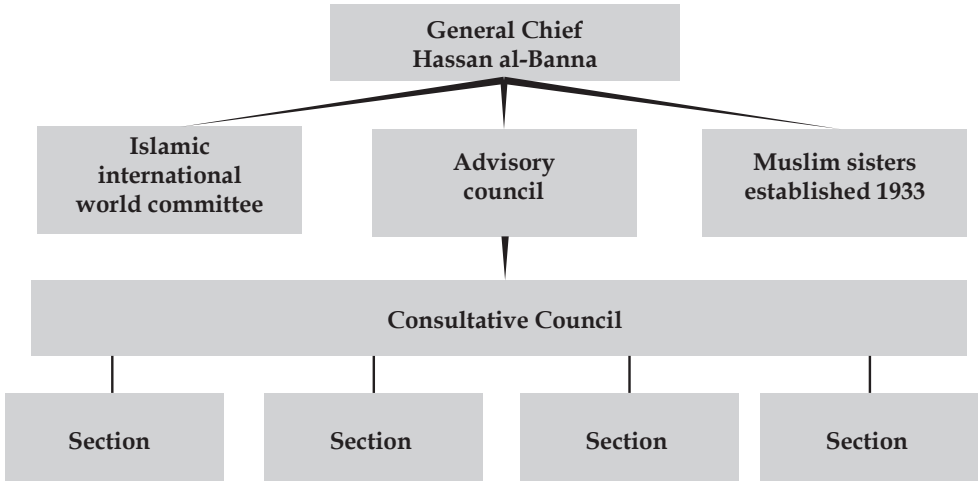 General Chief
Hassan al-Banna
Islamic
international
world committee
Advisory
council
Muslim sisters
established 1933
Consultative Council
Section
Section
Section
Section